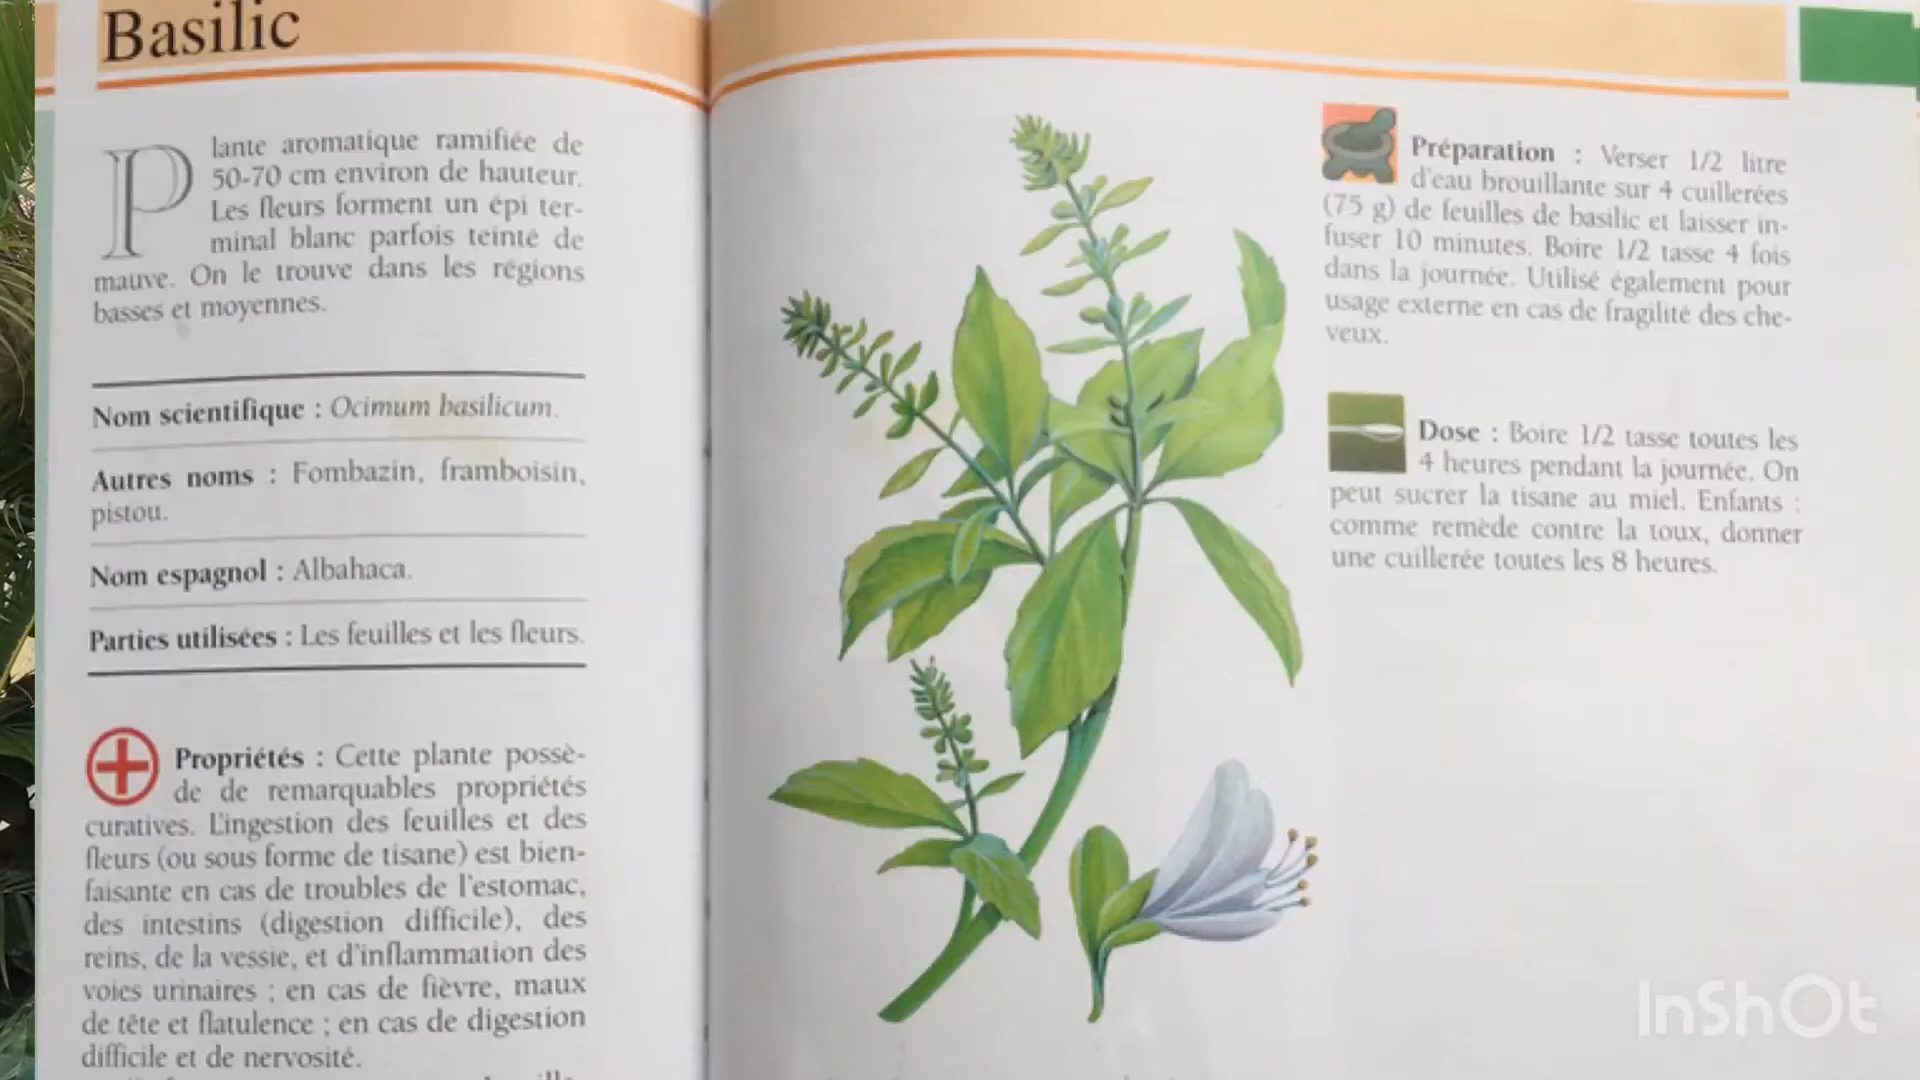 Basilic
Plante aromatique ramifiée de
50-70 cm environ de hauteur.
Les fleurs forment un épi ter-
minal blanc parfois teinté de
mauve. On le trouve dans les régions
basses et moyennes.
Nom scientifique : Ocimum basilicum.
Autres noms : Fombazin, framboisin,
pistou.
Nom espagnol : Albahaca.
Parties utilisées : Les feuilles et les fleurs.
Propriétés : Cette plante possè-
de de remarquables propriétés
curatives. L'ingestion des feuilles et des
fleurs (ou sous forme de tisane) est bien-
faisante en cas de troubles de l'estomac,
des intestins (digestion difficile), des
reins, de la vessie, et d'inflammation des
voies urinaires ; en cas de fièvre, maux
de tête et flatulence ; en cas de digestion
difficile et de nervosité.
Préparation : Verser 1/2 litre
d'eau brouillante sur 4 cuillerées
(75 g) de feuilles de basilic et laisser in-
fuser 10 minutes. Boire 1/2 tasse 4 fois
dans la journée. Utilisé également pour
usage externe en cas de fragilité des che-
veux.
Dose : Boire 1/2 tasse toutes les
4 heures pendant la journée. On
peut sucrer la tisane au miel. Enfants :
comme remède contre la toux, donner
une cuillerée toutes les 8 heures.
InShOt